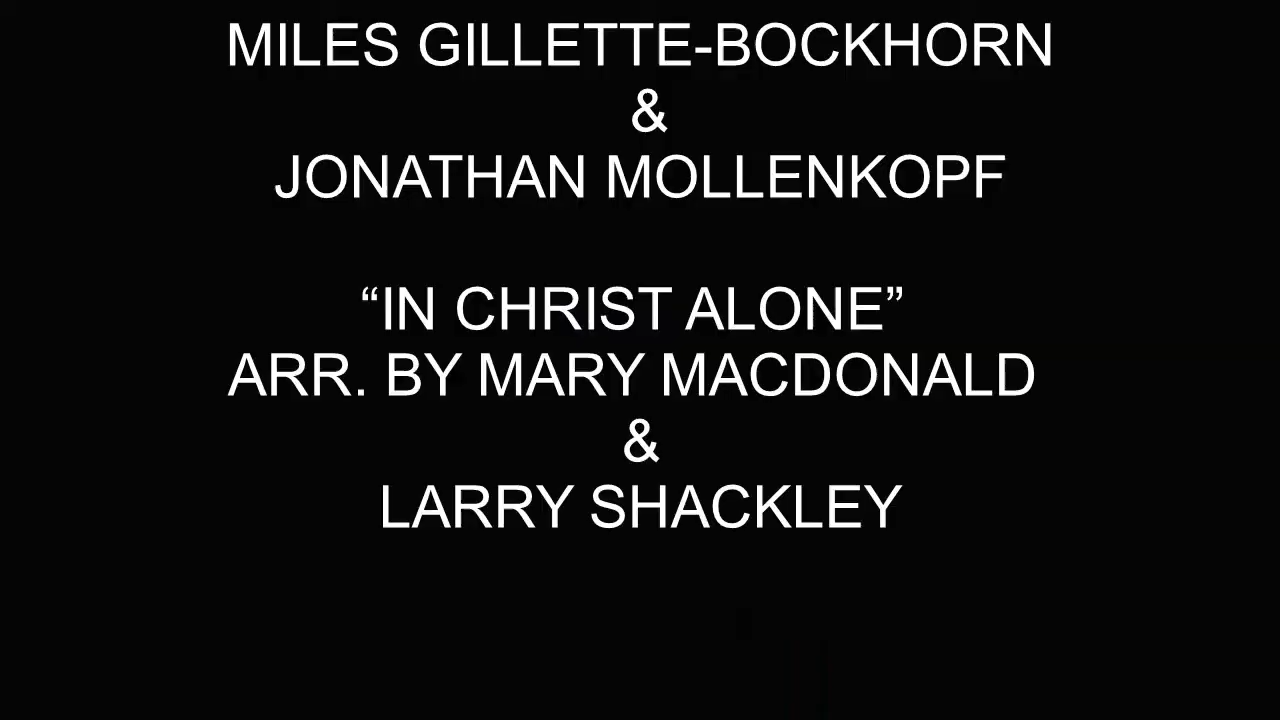 MILES GILLETTE-BOCKHORN
&
JONATHAN MOLLENKOPF
“IN CHRIST ALONE”
ARR. BY MARY MACDONALD
&
LARRY SHACKLEY